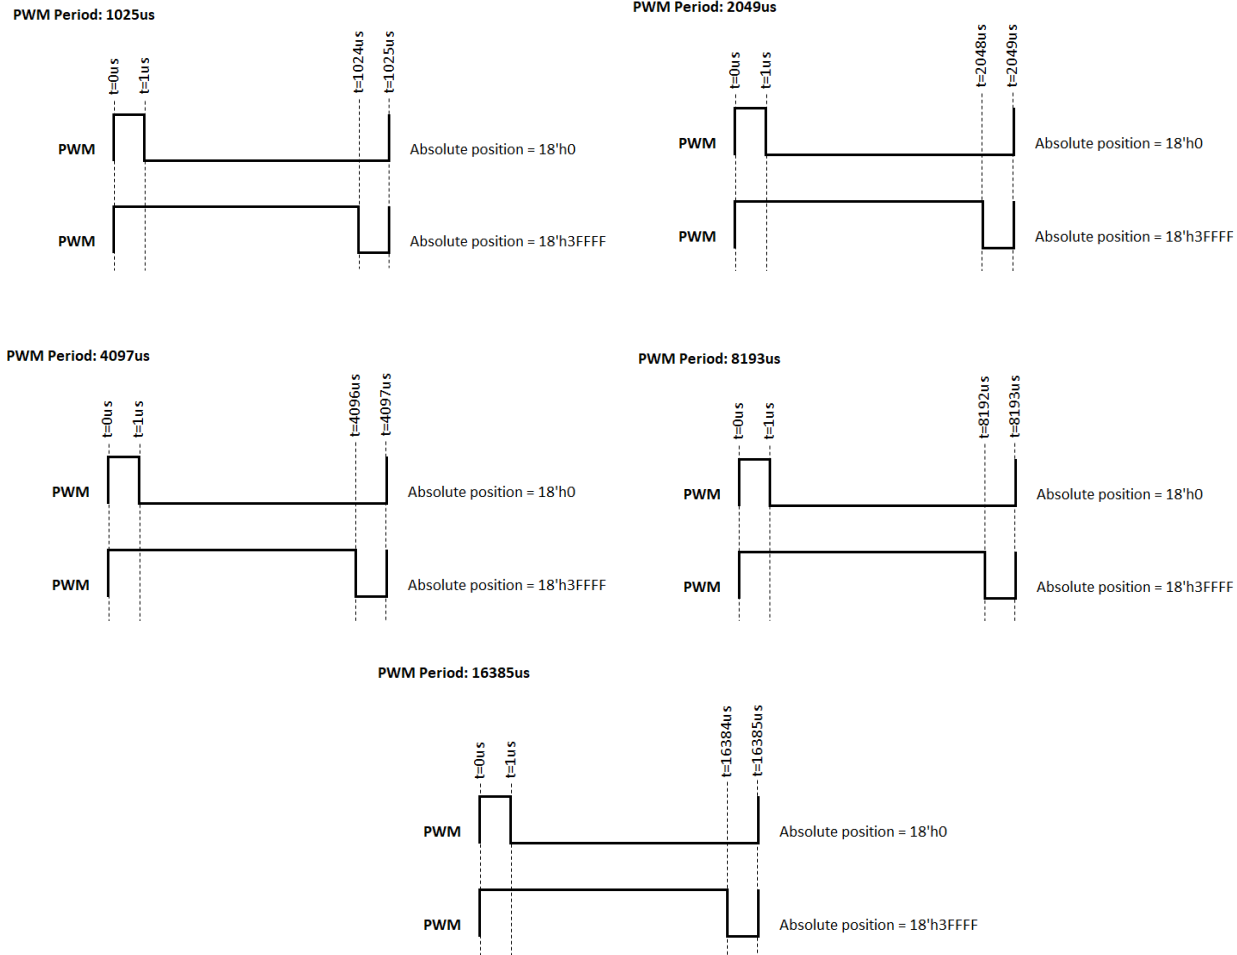 PWM Period: 1025us
t=0us
t=1us
t=1024us
t=1025us
PWM
Absolute position = 18'h0
PWM
Absolute position = 18'h3FFFF
PWM Period: 2049us
t=0us
t=1us
t=2048us
t=2049us
PWM
Absolute position = 18'h0
PWM
Absolute position = 18'h3FFFF
PWM Period: 4097us
t=0us
t=1us
t=4096us
t=4097us
PWM
Absolute position = 18'h0
PWM
Absolute position = 18'h3FFFF
PWM Period: 8193us
t=0us
t=1us
t=8192us
t=8193us
PWM
Absolute position = 18'h0
PWM
Absolute position = 18'h3FFFF
PWM Period: 16385us
t=0us
t=1us
t=16384us
t=16385us
PWM
Absolute position = 18'h0
PWM
Absolute position = 18'h3FFFF